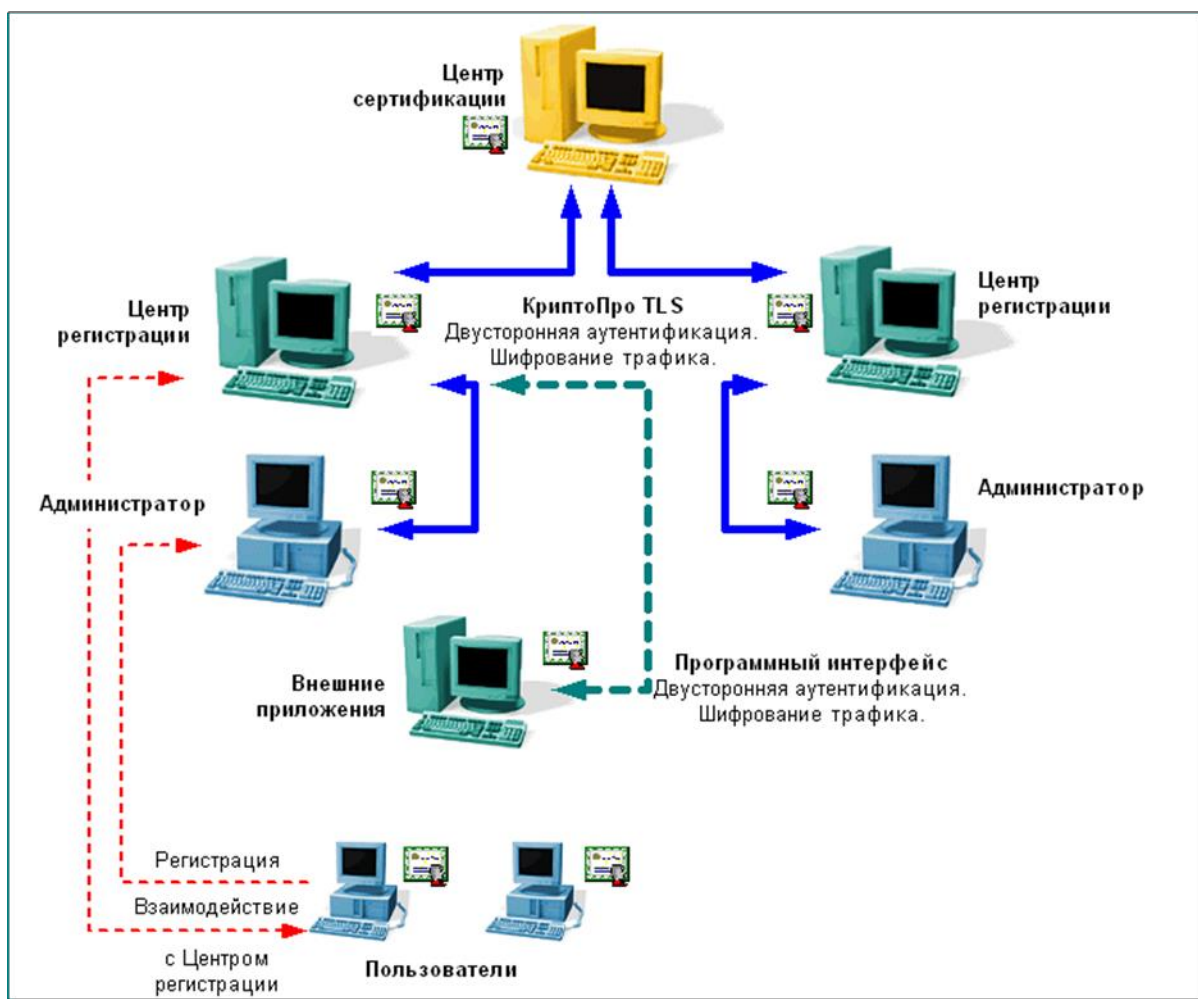 Центр
сертификации
Центр
регистрации
КриптоПро TLS
Двусторонняя аутентификация.
Шифрование трафика.
Центр
регистрации
Администратор
Администратор
Внешние
приложения
Программный интерфейс
Двусторонняя аутентификация.
Шифрование трафика.
Регистрация
Взаимодействие
с Центром
регистрации
Пользователи